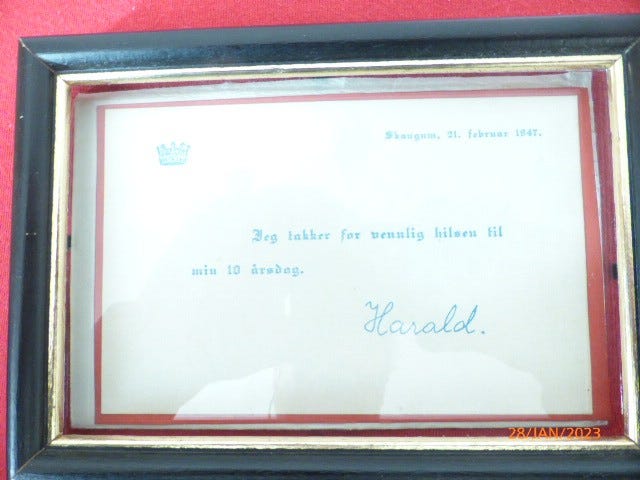 Skaugum, 21. februar 1947.
Jeg takker for vennlig hilsen til
min 10 årsdag.
Harald.
28/JAN/2023